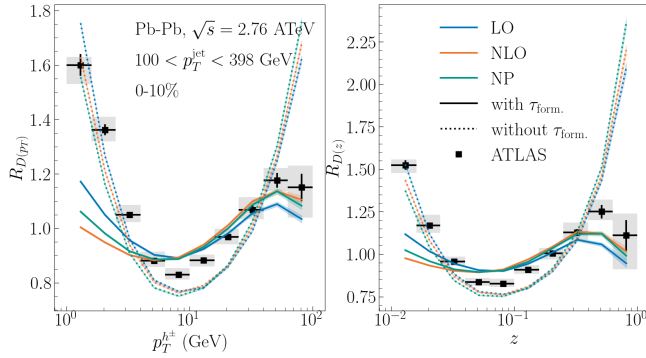 Pb-Pb, √s = 2.76 ATeV
100 < p_T^jet < 398 GeV
0-10%
R_D(p_T)
1.8
1.6
1.4
1.2
1.0
0.8
10^0
10^1
10^2
p_T^{h^±} (GeV)
LO
NLO
NP
with τ_form.
without τ_form.
ATLAS
R_D(z)
2.25
2.00
1.75
1.50
1.25
1.00
0.75
10^−2
10^−1
10^0
z